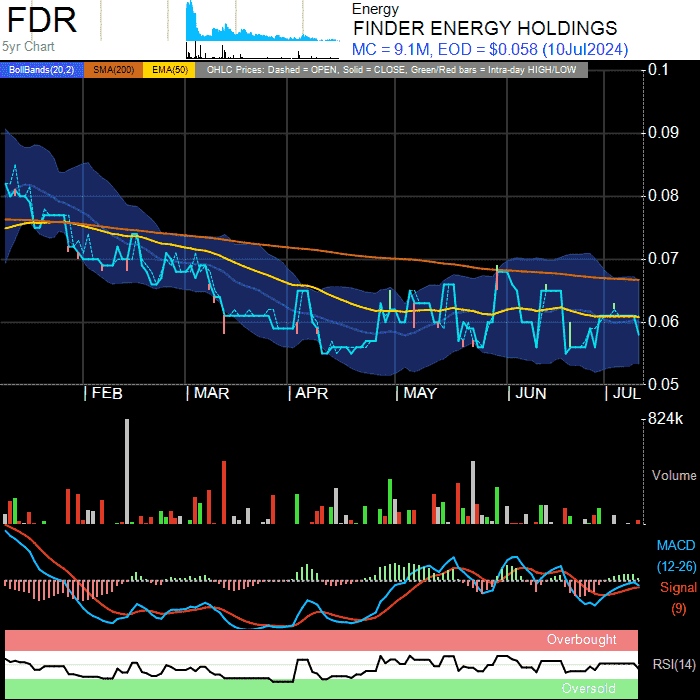 FDR
5yr Chart
Energy
FINDER ENERGY HOLDINGS
MC = 9.1M, EOD = $0.058 (10Jul2024)
BollBands(20,2) SMA(200) EMA(50) OHLC Prices: Dashed = OPEN, Solid = CLOSE, Green/Red bars = Intra-day HIGH/LOW
0.1
0.09
0.08
0.07
0.06
0.05
| FEB | MAR | APR | MAY | JUN | JUL
824k
Volume
MACD
(12-26)
Signal
(9)
Overbought
RSI(14)
Oversold